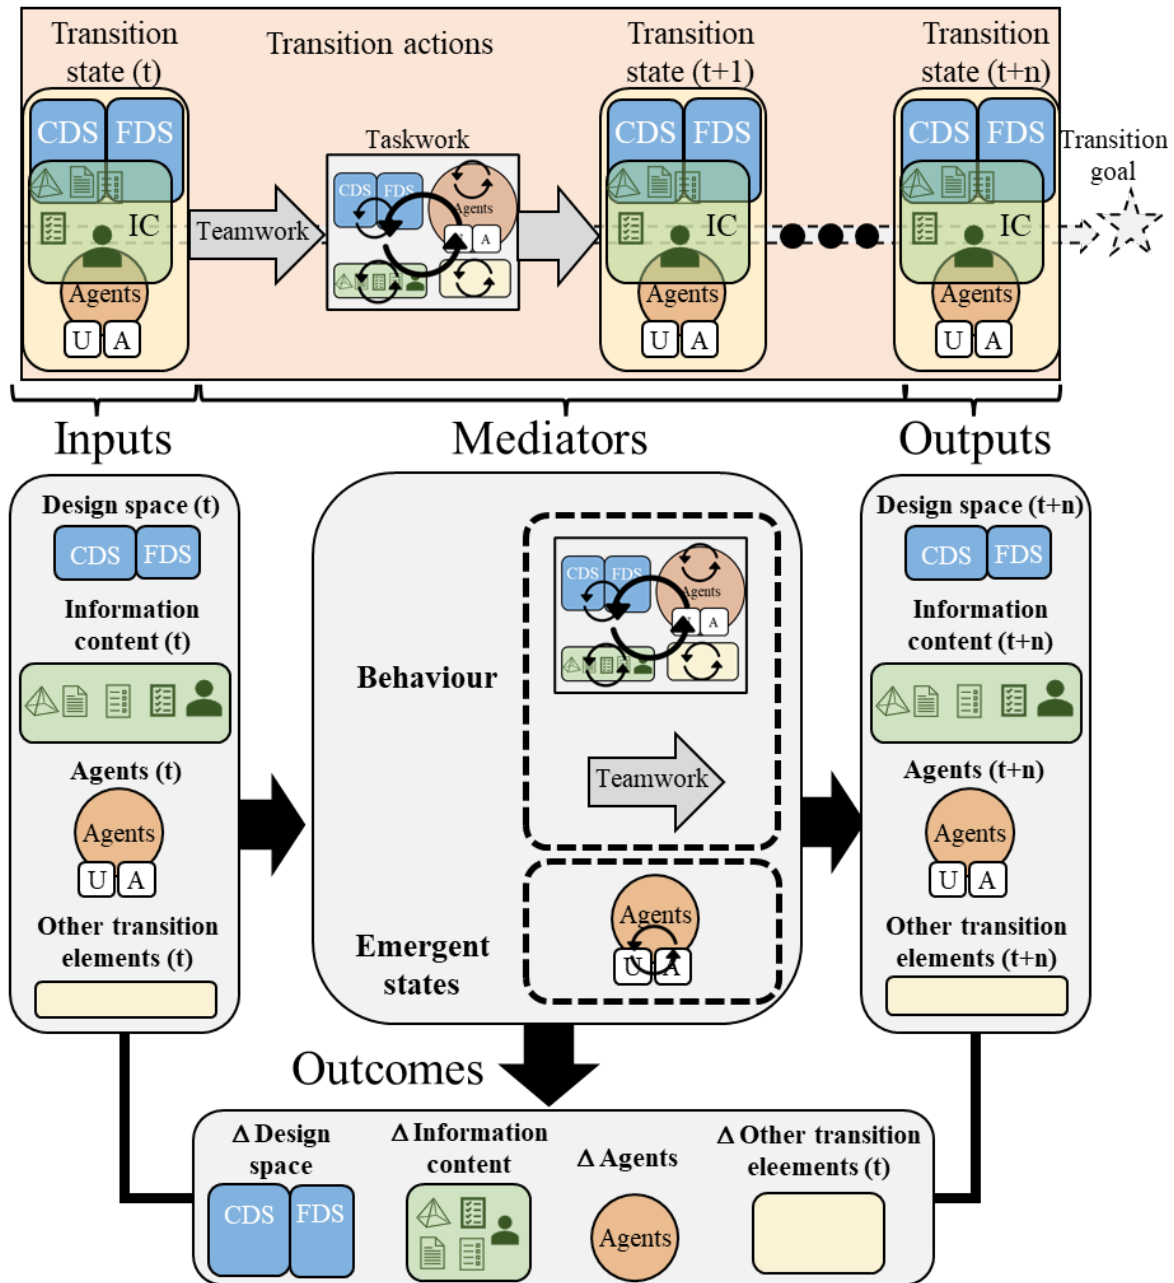 Transition
state (t)
Transition actions
Transition
state (t+1)
Transition
state (t+n)
CDS FDS
IC
Agents
U A
Teamwork
Taskwork
CDS FDS
Agents
A
CDS FDS
IC
Agents
U A
CDS FDS
IC
Agents
U A
Transition
goal
Inputs
Mediators
Outputs
Design space (t)
CDS FDS
Information
content (t)
Agents (t)
Agents
U A
Other transition
elements (t)
Behaviour
CDS FDS
Agents
A
Teamwork
Emergent
states
Agents
U A
Design space (t+n)
CDS FDS
Information
content (t+n)
Agents (t+n)
Agents
U A
Other transition
elements (t+n)
Outcomes
Δ Design
space
CDS FDS
Δ Information
content
Δ Agents
Agents
Δ Other transition
eleements (t)